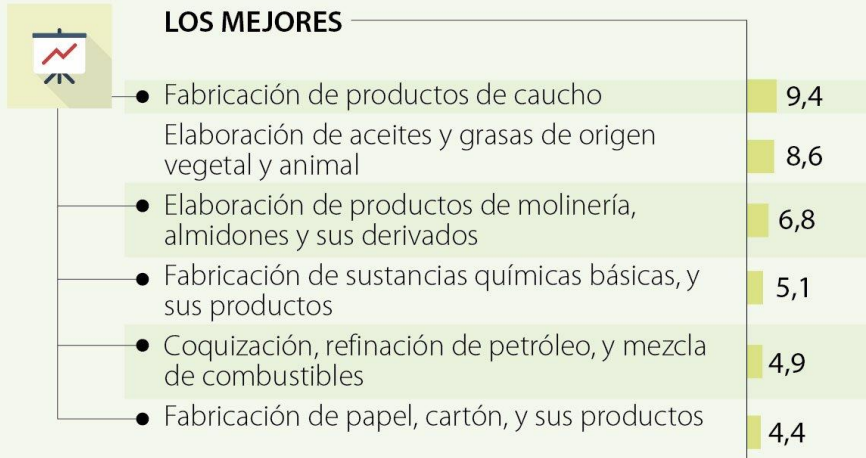 LOS MEJORES
Fabricación de productos de caucho
9,4
Elaboración de aceites y grasas de origen
vegetal y animal
8,6
Elaboración de productos de molinería,
almidones y sus derivados
6,8
Fabricación de sustancias químicas básicas, y
sus productos
5,1
Coquización, refinación de petróleo, y mezcla
de combustibles
4,9
Fabricación de papel, cartón, y sus productos
4,4